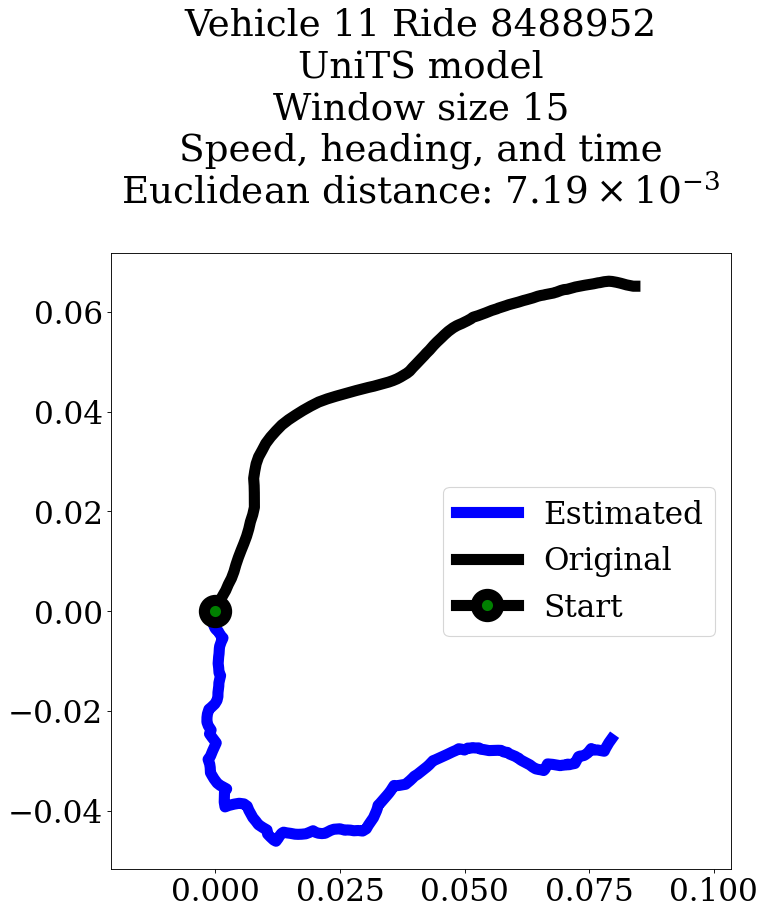 Vehicle 11 Ride 8488952
UniTS model
Window size 15
Speed, heading, and time
Euclidean distance: 7.19 × 10⁻³
0.06
0.04
0.02
0.00
−0.02
−0.04
Estimated
Original
Start
0.000 0.025 0.050 0.075 0.100